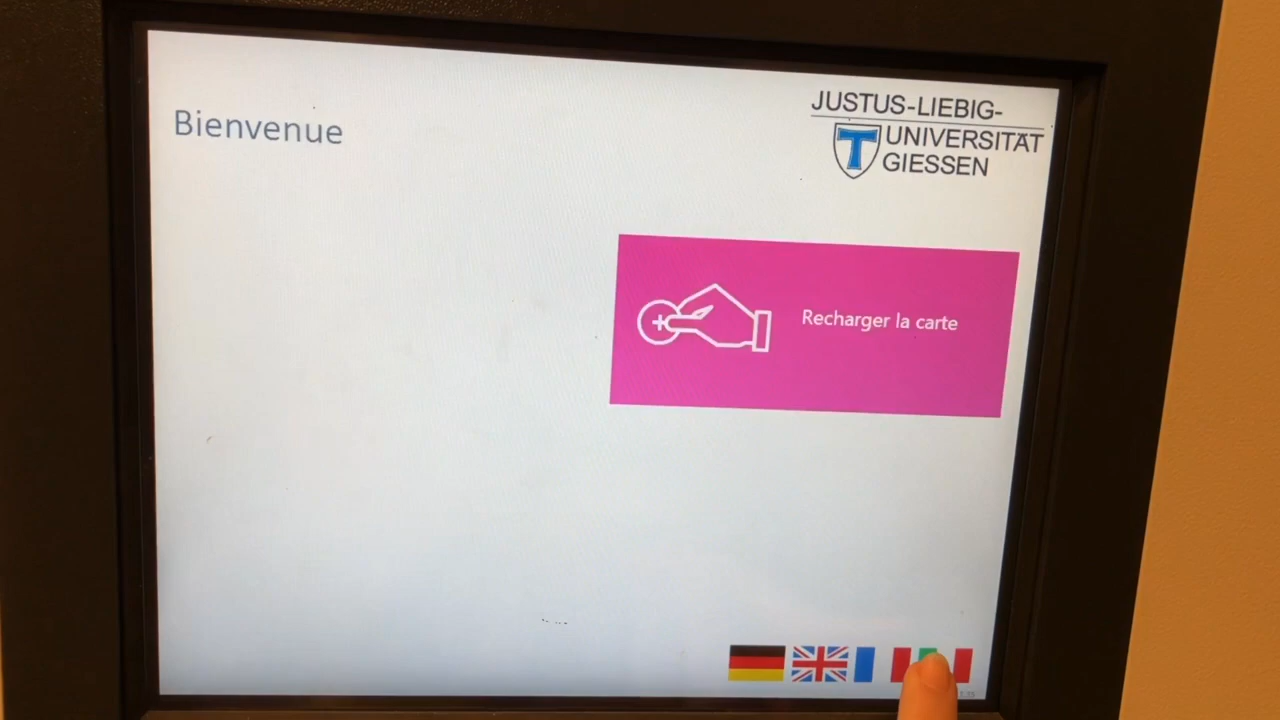 Bienvenue
JUSTUS-LIEBIG-
UNIVERSITÄT
GIESSEN
Recharger la carte